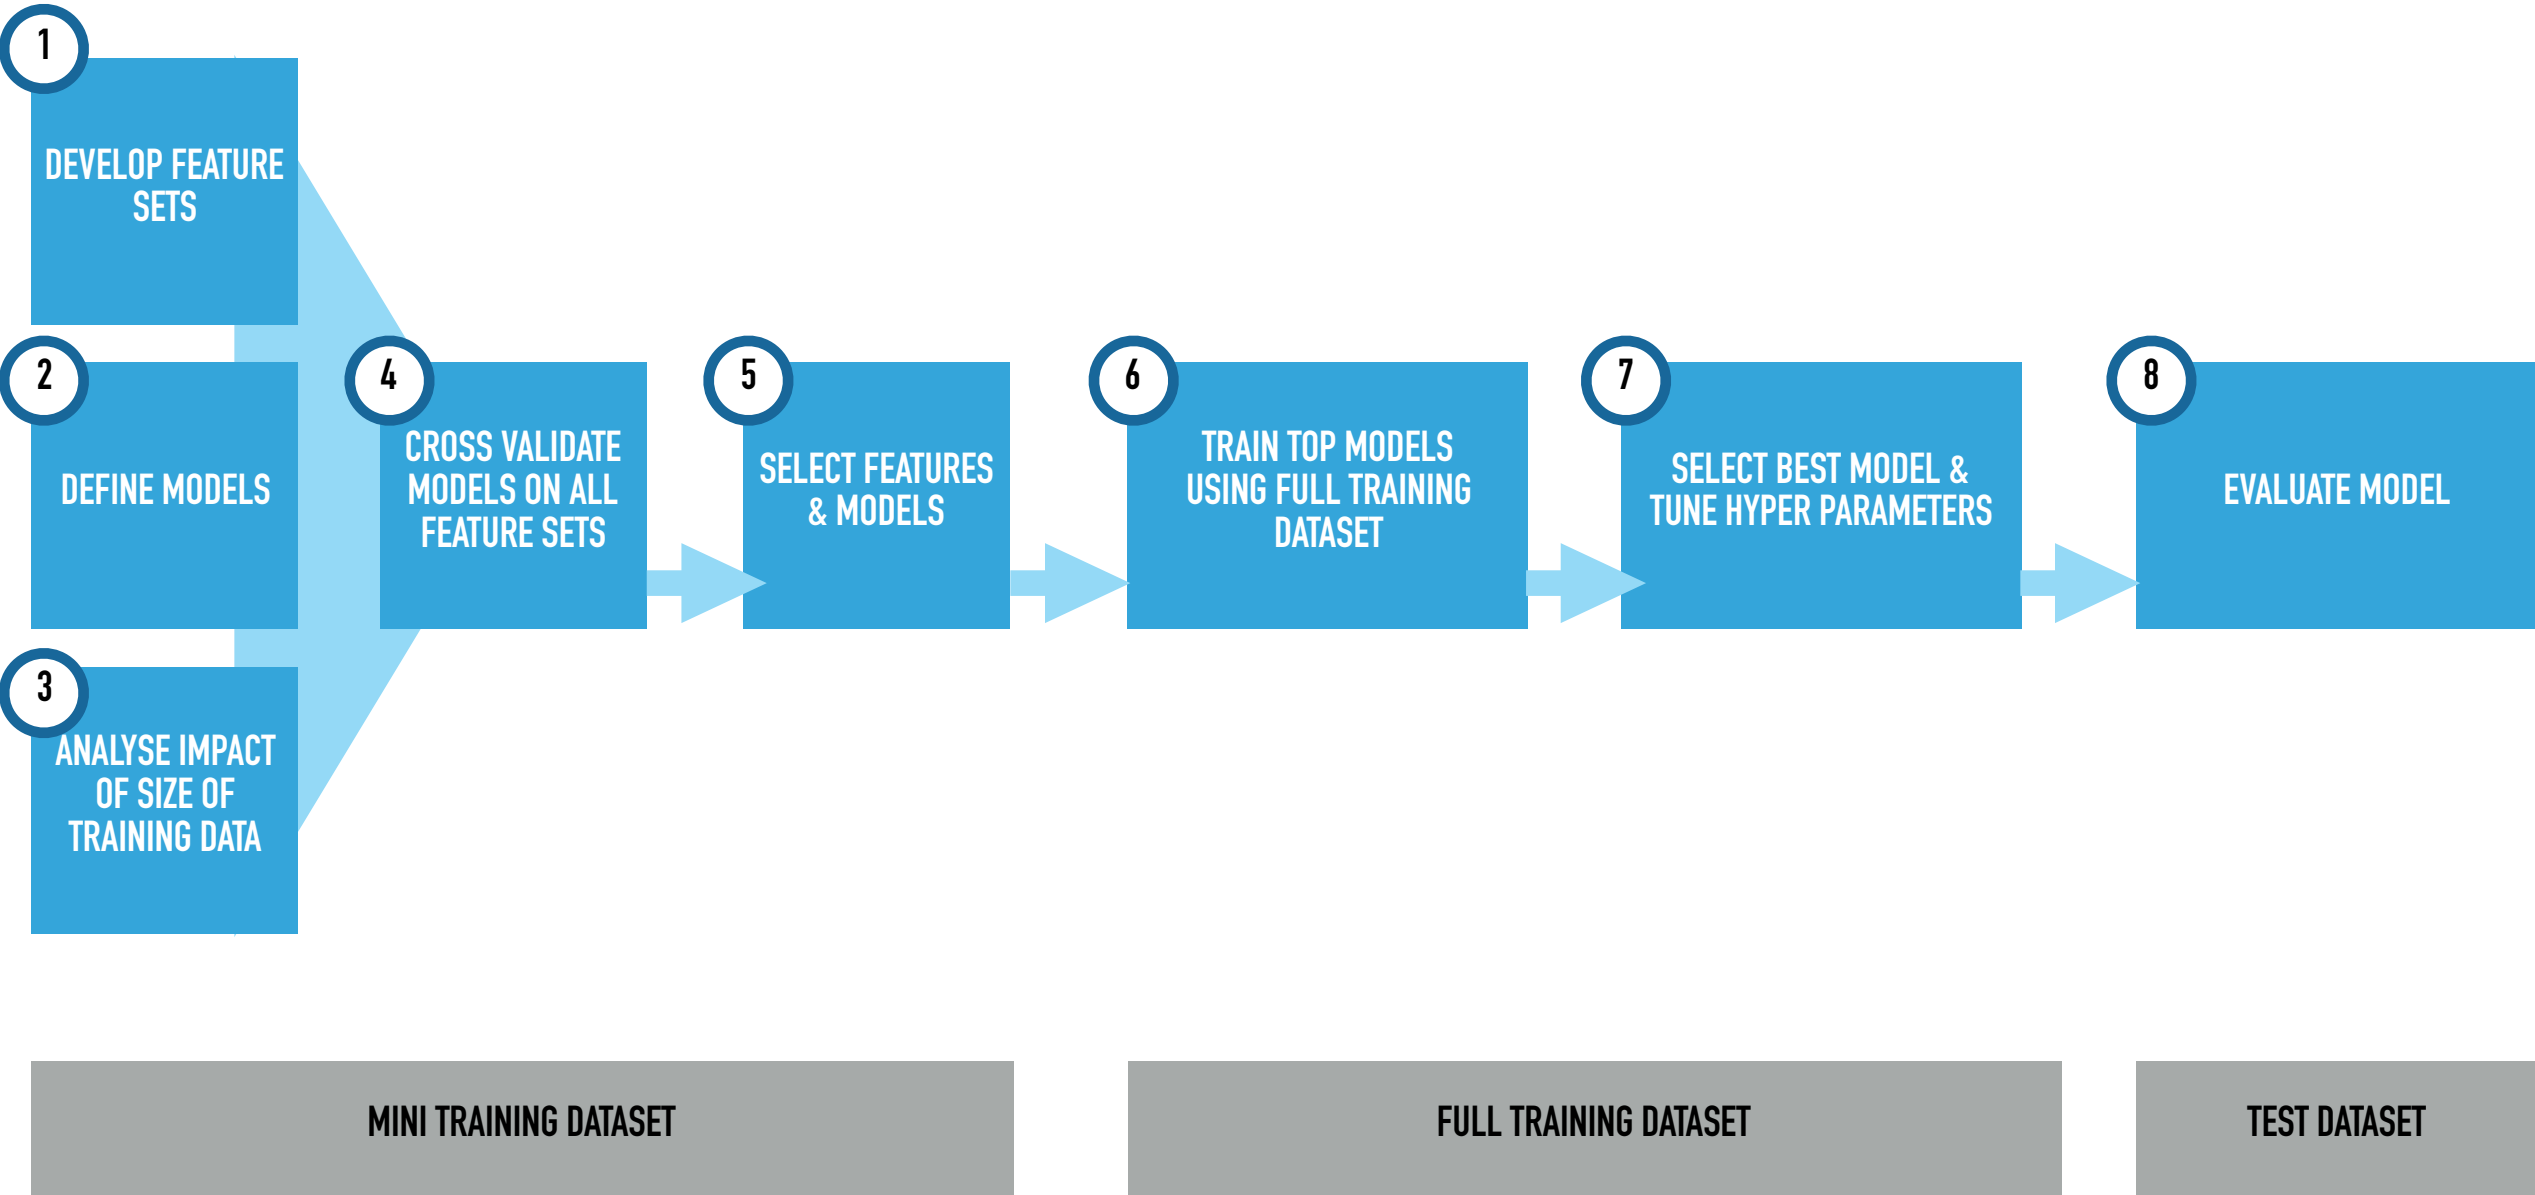 1
DEVELOP FEATURE
SETS
2
DEFINE MODELS
3
ANALYSE IMPACT
OF SIZE OF
TRAINING DATA
4
CROSS VALIDATE
MODELS ON ALL
FEATURE SETS
5
SELECT FEATURES
& MODELS
6
TRAIN TOP MODELS
USING FULL TRAINING
DATASET
7
SELECT BEST MODEL &
TUNE HYPER PARAMETERS
8
EVALUATE MODEL
MINI TRAINING DATASET
FULL TRAINING DATASET
TEST DATASET